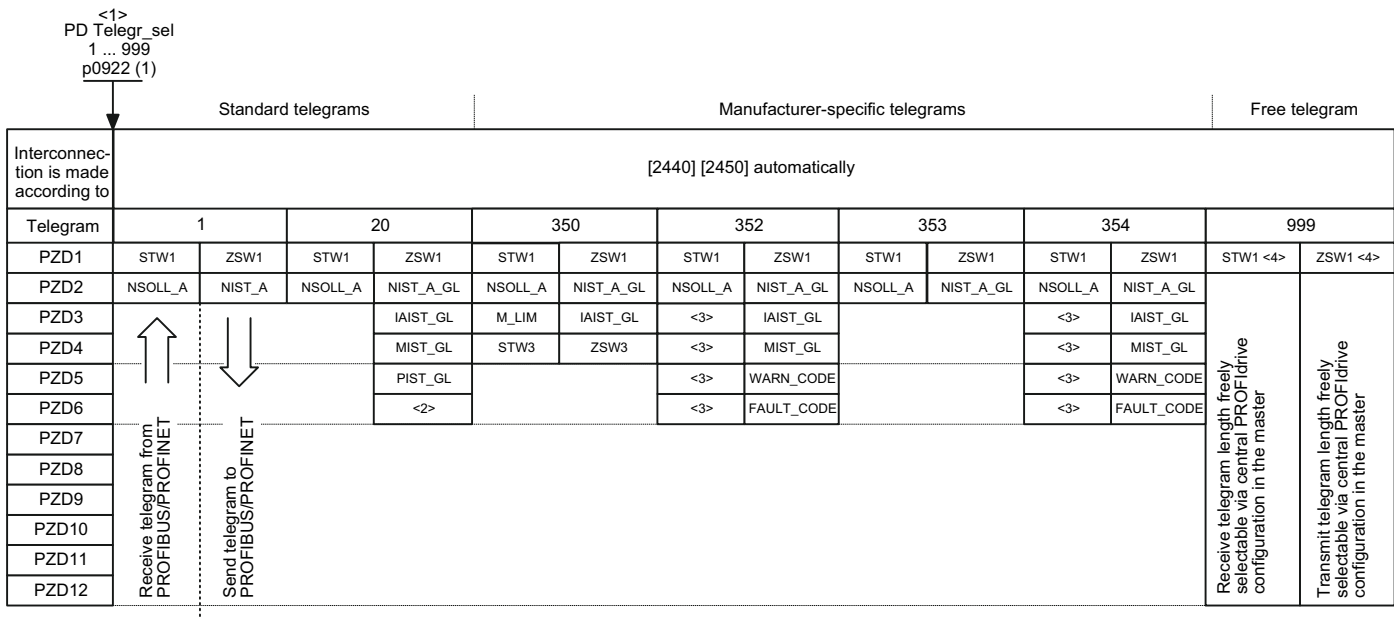 <1>
PD Telegr_sel
1 ... 999
p0922 (1)
Standard telegrams
Manufacturer-specific telegrams
Free telegram
Interconnec-
tion is made
according to
[2440] [2450] automatically
Telegram 1 20 350 352 353 354 999
PZD1 STW1 ZSW1 STW1 ZSW1 STW1 ZSW1 STW1 ZSW1 STW1 ZSW1 STW1 ZSW1 STW1 <4> ZSW1 <4>
PZD2 NSOLL_A NIST_A NSOLL_A NIST_A_GL NSOLL_A NIST_A_GL NSOLL_A NIST_A_GL NSOLL_A NIST_A_GL NSOLL_A NIST_A_GL
PZD3 IAIST_GL M_LIM IAIST_GL <3> IAIST_GL <3> IAIST_GL
PZD4 MIST_GL STW3 ZSW3 <3> MIST_GL <3> MIST_GL
PZD5 PIST_GL <3> WARN_CODE <3> WARN_CODE
PZD6 <2> <3> FAULT_CODE <3> FAULT_CODE
PZD7
PZD8
PZD9
PZD10
PZD11
PZD12
Receive telegram from
PROFIBUS/PROFINET
Send telegram to
PROFIBUS/PROFINET
Receive telegram length freely
selectable via central PROFIdrive
configuration in the master
Transmit telegram length freely
selectable via central PROFIdrive
configuration in the master